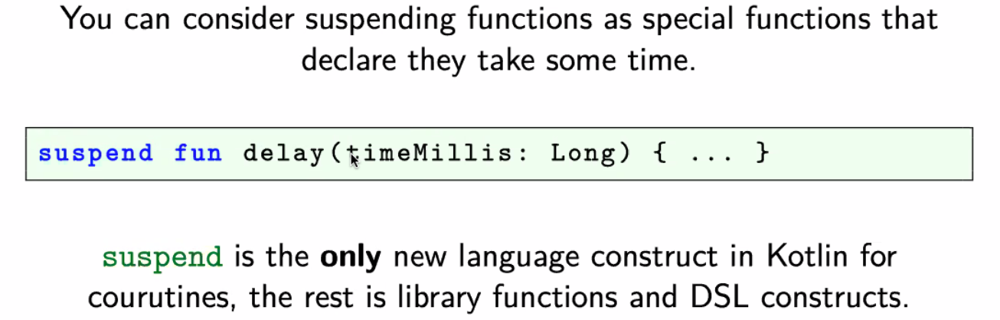 You can consider suspending functions as special functions that
declare they take some time.
suspend fun delay(timeMillis: Long) { ... }
suspend is the only new language construct in Kotlin for
courutines, the rest is library functions and DSL constructs.